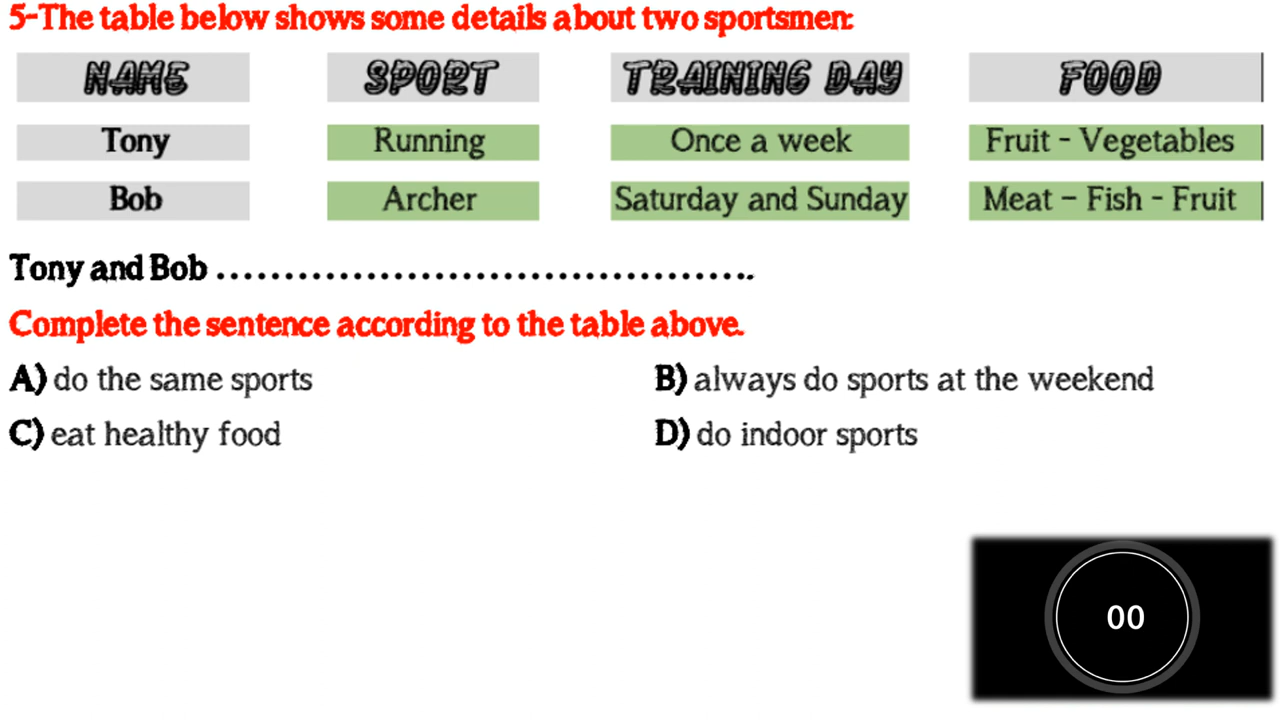 5-The table below shows some details about two sportsmen:
NAME SPORT TRAINING DAY FOOD
Tony Running Once a week Fruit - Vegetables
Bob Archer Saturday and Sunday Meat – Fish - Fruit
Tony and Bob …………………………………..
Complete the sentence according to the table above.
A) do the same sports B) always do sports at the weekend
C) eat healthy food D) do indoor sports
00